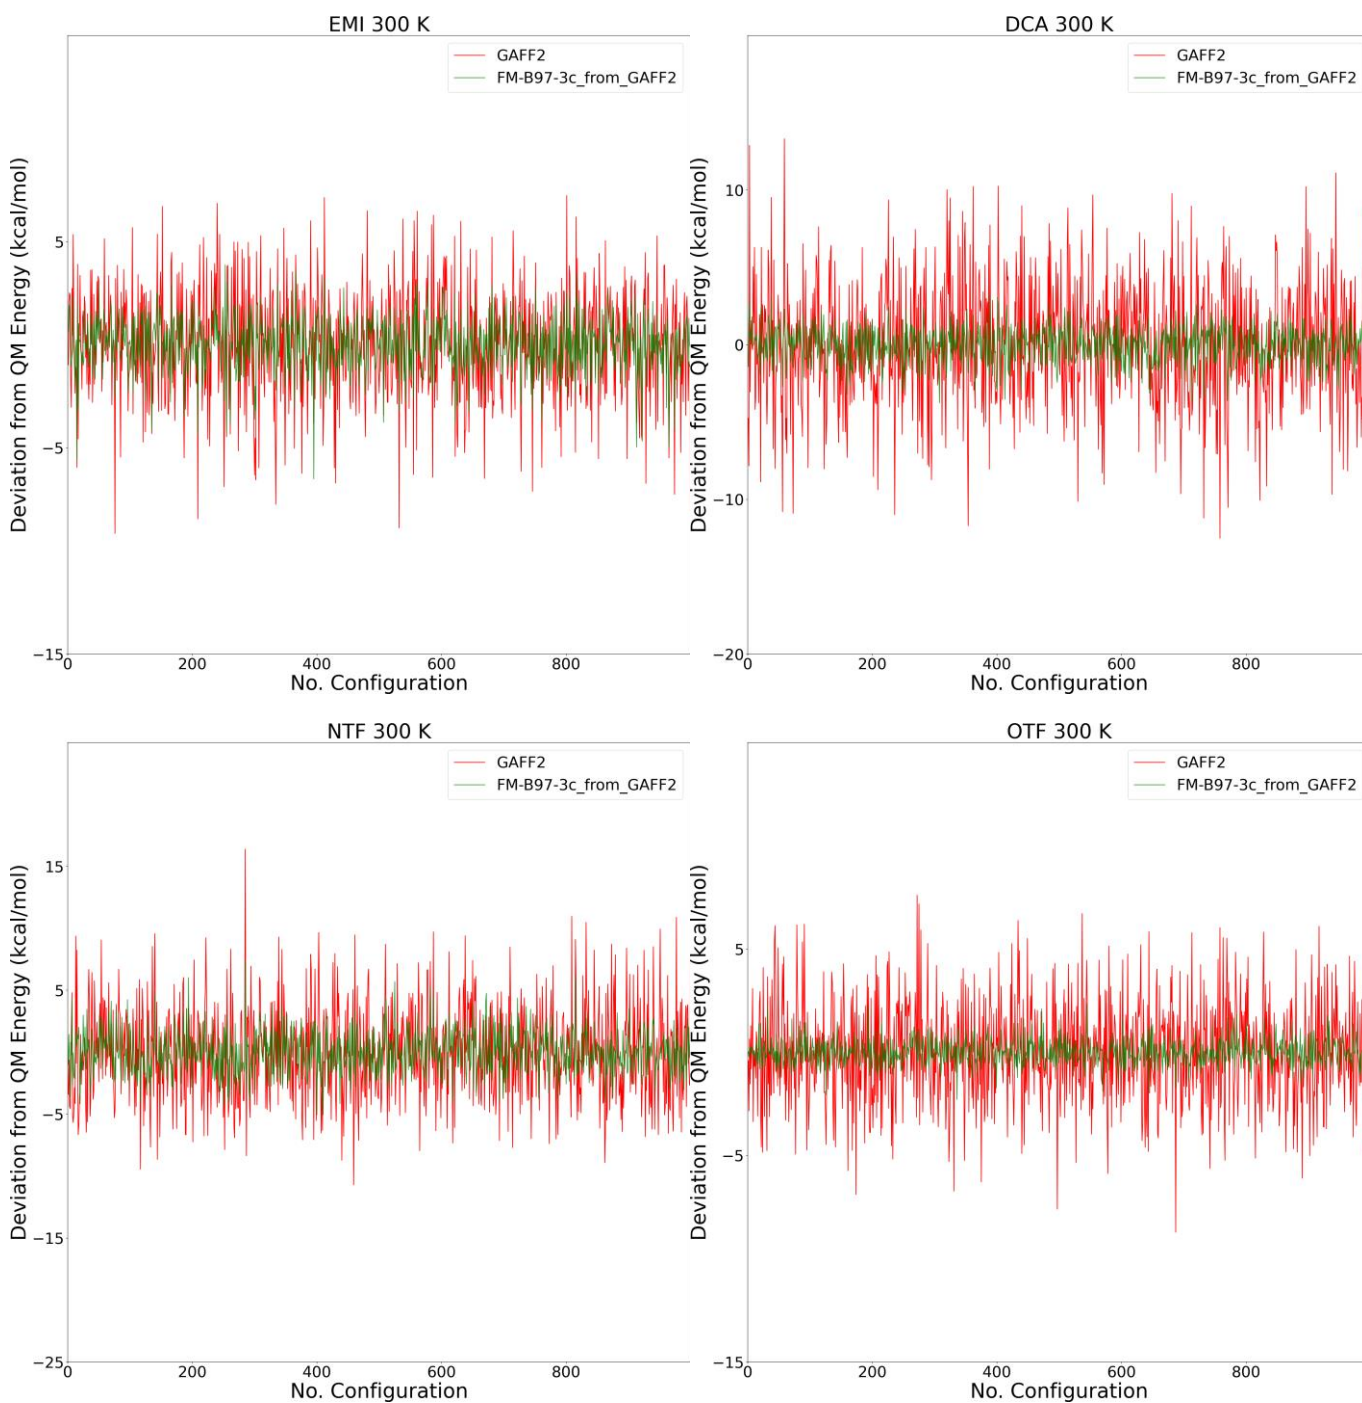 EMI 300 K
GAFF2
FM-B97-3c_from_GAFF2
Deviation from QM Energy (kcal/mol)
5
−5
−15
0
200
400
600
800
No. Configuration
DCA 300 K
GAFF2
FM-B97-3c_from_GAFF2
Deviation from QM Energy (kcal/mol)
10
0
−10
−20
0
200
400
600
800
No. Configuration
NTF 300 K
GAFF2
FM-B97-3c_from_GAFF2
Deviation from QM Energy (kcal/mol)
15
5
−5
−15
−25
0
200
400
600
800
No. Configuration
OTF 300 K
GAFF2
FM-B97-3c_from_GAFF2
Deviation from QM Energy (kcal/mol)
5
−5
−15
0
200
400
600
800
No. Configuration